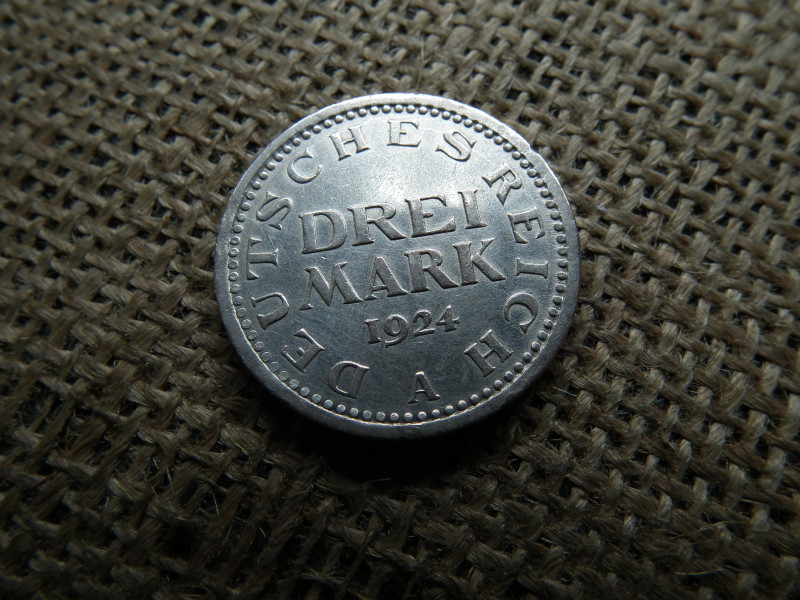 DEUTSCHES REICH
DREI
MARK
1924
A